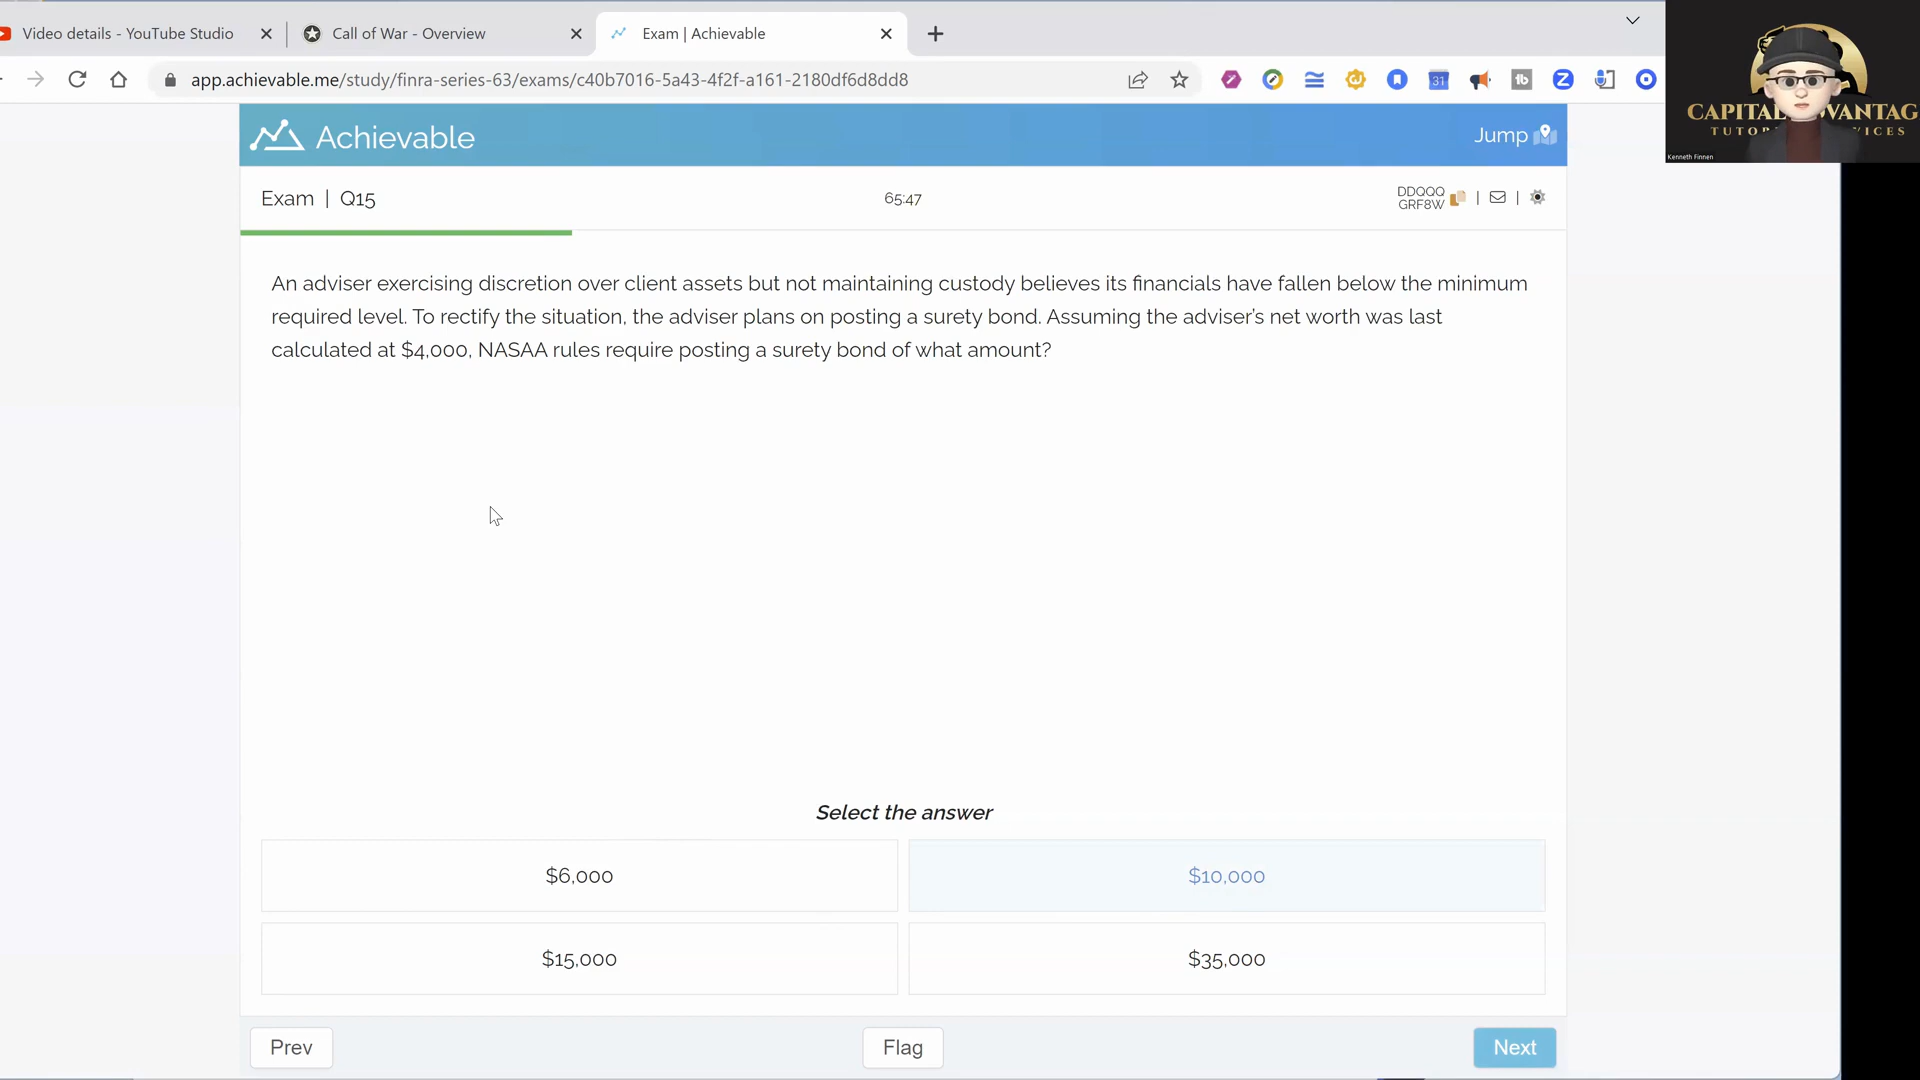 Video details - YouTube Studio
Call of War - Overview
Exam | Achievable
app.achievable.me/study/finra-series-63/exams/c40b7016-5a43-4f2f-a161-2180df6d8dd8
31
tb
Z
CAPITAL ADVANTAG
Kenneth Finnen
Achievable
Jump
Exam | Q15
65:47
DDQQQ
GRF8W
An adviser exercising discretion over client assets but not maintaining custody believes its financials have fallen below the minimum
required level. To rectify the situation, the adviser plans on posting a surety bond. Assuming the adviser's net worth was last
calculated at $4,000, NASAA rules require posting a surety bond of what amount?
Select the answer
$6,000
$10,000
$15,000
$35,000
Prev
Flag
Next